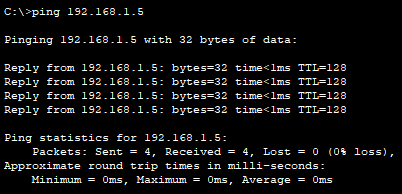 C:\>ping 192.168.1.5
Pinging 192.168.1.5 with 32 bytes of data:
Reply from 192.168.1.5: bytes=32 time<1ms TTL=128
Reply from 192.168.1.5: bytes=32 time<1ms TTL=128
Reply from 192.168.1.5: bytes=32 time<1ms TTL=128
Reply from 192.168.1.5: bytes=32 time<1ms TTL=128
Ping statistics for 192.168.1.5:
    Packets: Sent = 4, Received = 4, Lost = 0 (0% loss),
Approximate round trip times in milli-seconds:
    Minimum = 0ms, Maximum = 0ms, Average = 0ms